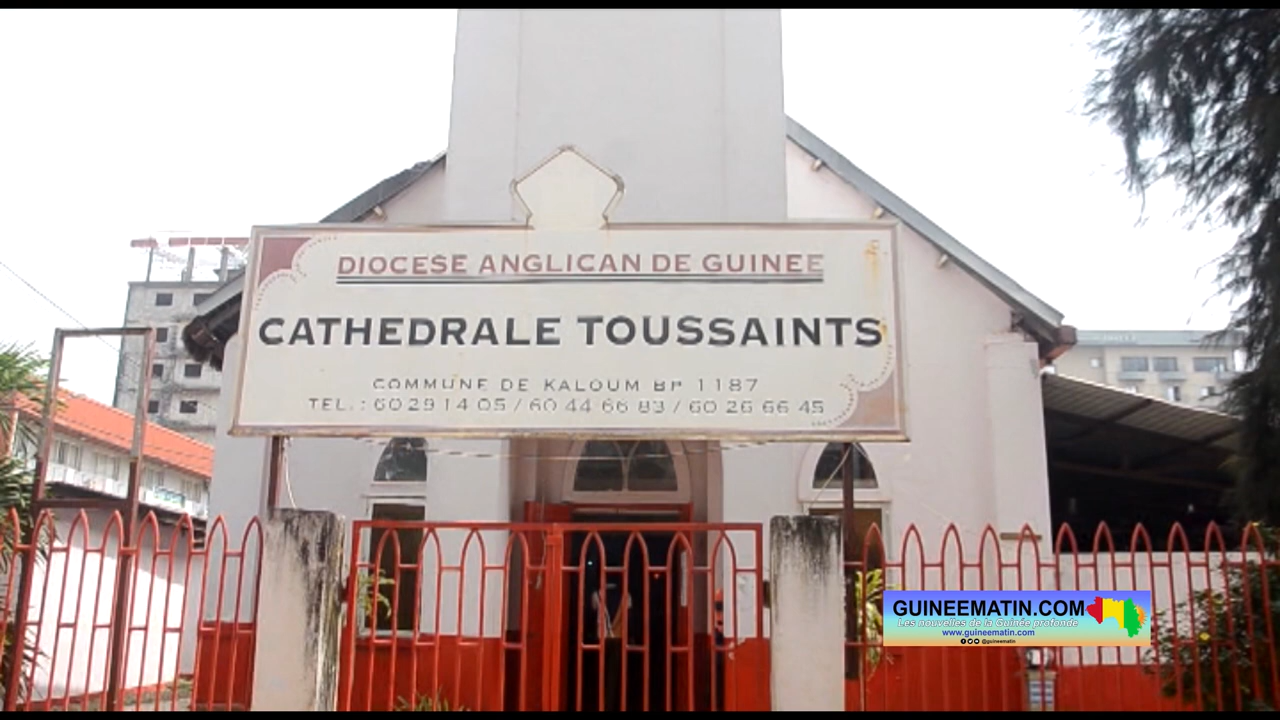 DIOCESE ANGLICAN DE GUINEE
CATHEDRALE TOUSSAINTS
COMMUNE DE KALOUM BP 1187
TEL. : 60 29 14 05 / 60 44 66 83 / 60 26 66 45
GUINEEMATIN.COM
Les nouvelles de la Guinée profonde
www.guineematin.com
@guineematin